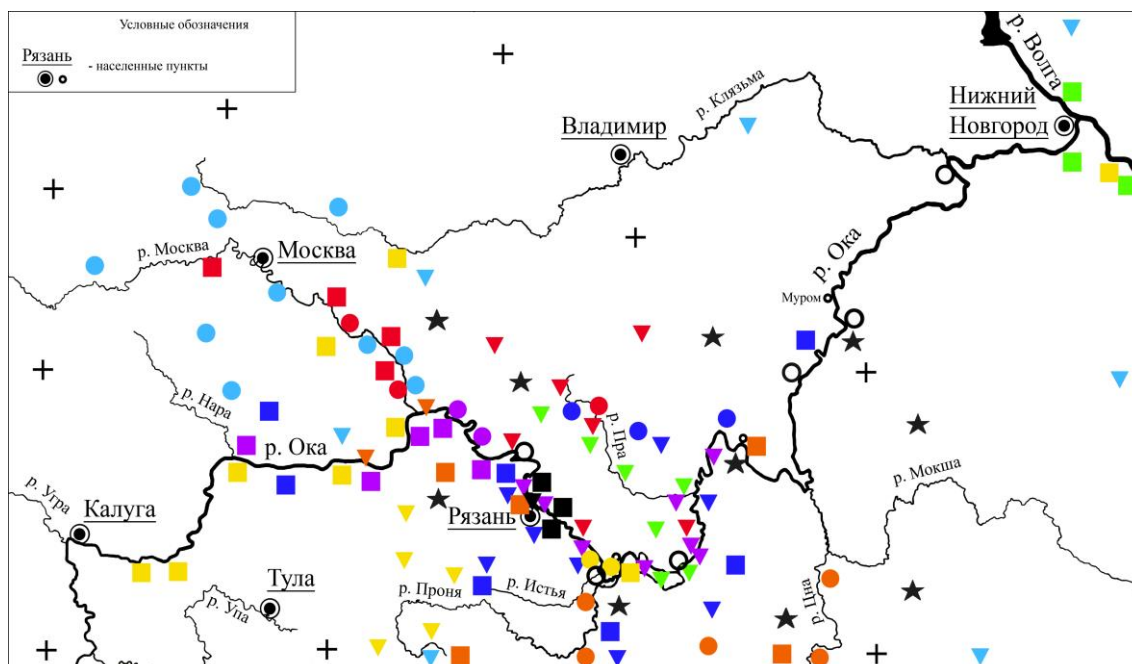 Условные обозначения
Рязань
- населенные пункты
р. Волга
р. Клязьма
Нижний
Новгород
Владимир
р. Москва
Москва
р. Ока
Муром
р. Нара
р. Ока
р. Пра
р. Мокша
р. Угра
Калуга
Рязань
Тула
р. Упа
р. Проня
р. Истья
р. Цна